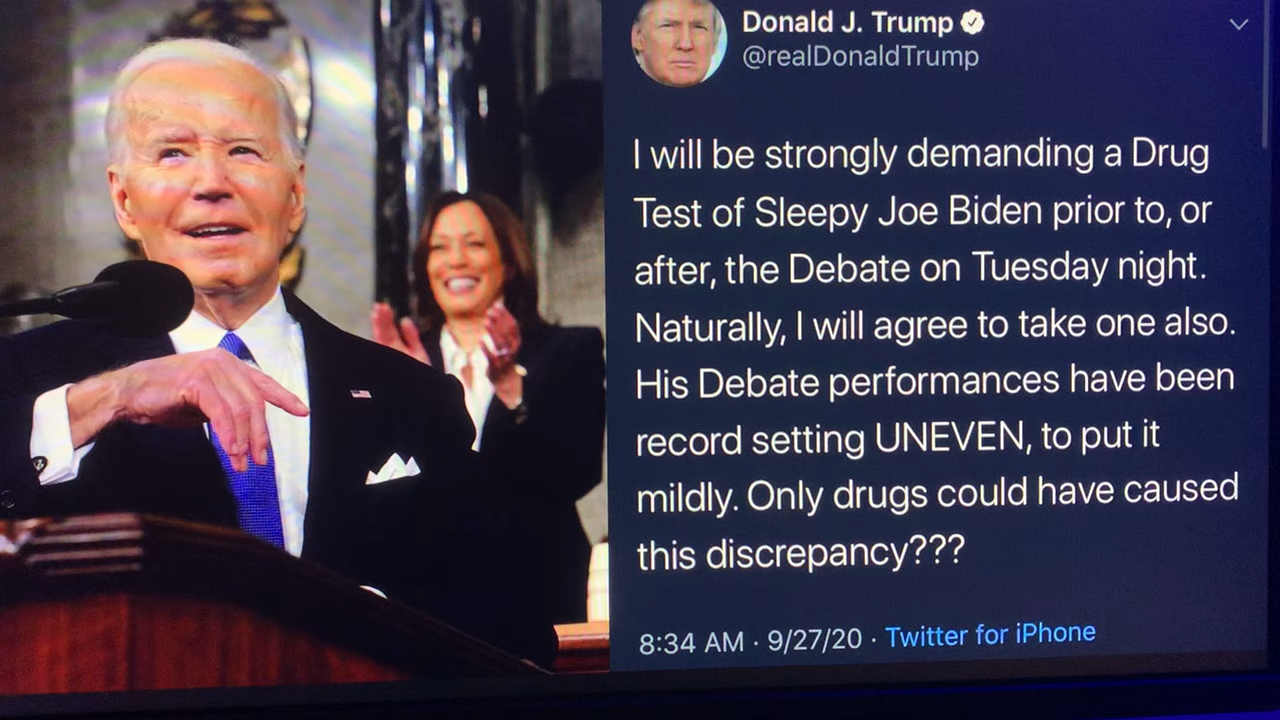 Donald J. Trump
@realDonaldTrump
I will be strongly demanding a Drug
Test of Sleepy Joe Biden prior to, or
after, the Debate on Tuesday night.
Naturally, I will agree to take one also.
His Debate performances have been
record setting UNEVEN, to put it
mildly. Only drugs could have caused
this discrepancy???
8:34 AM · 9/27/20 · Twitter for iPhone